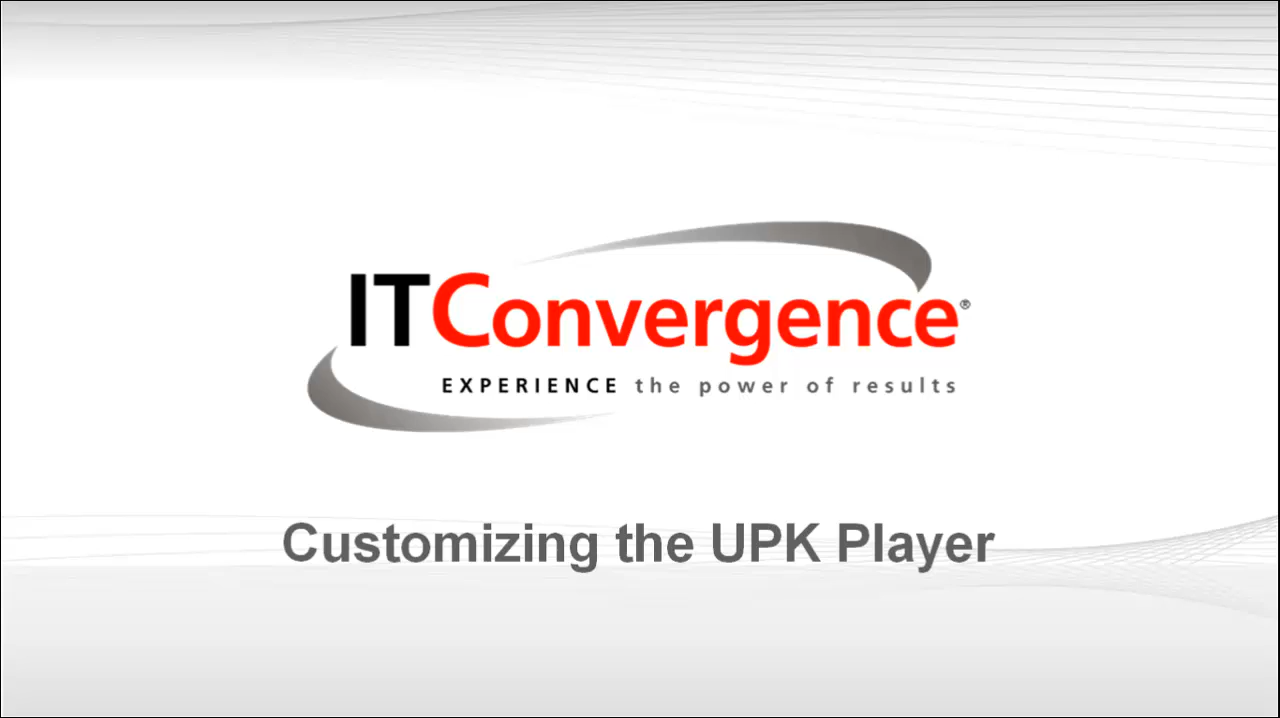 ITConvergence®
EXPERIENCE the power of results
Customizing the UPK Player